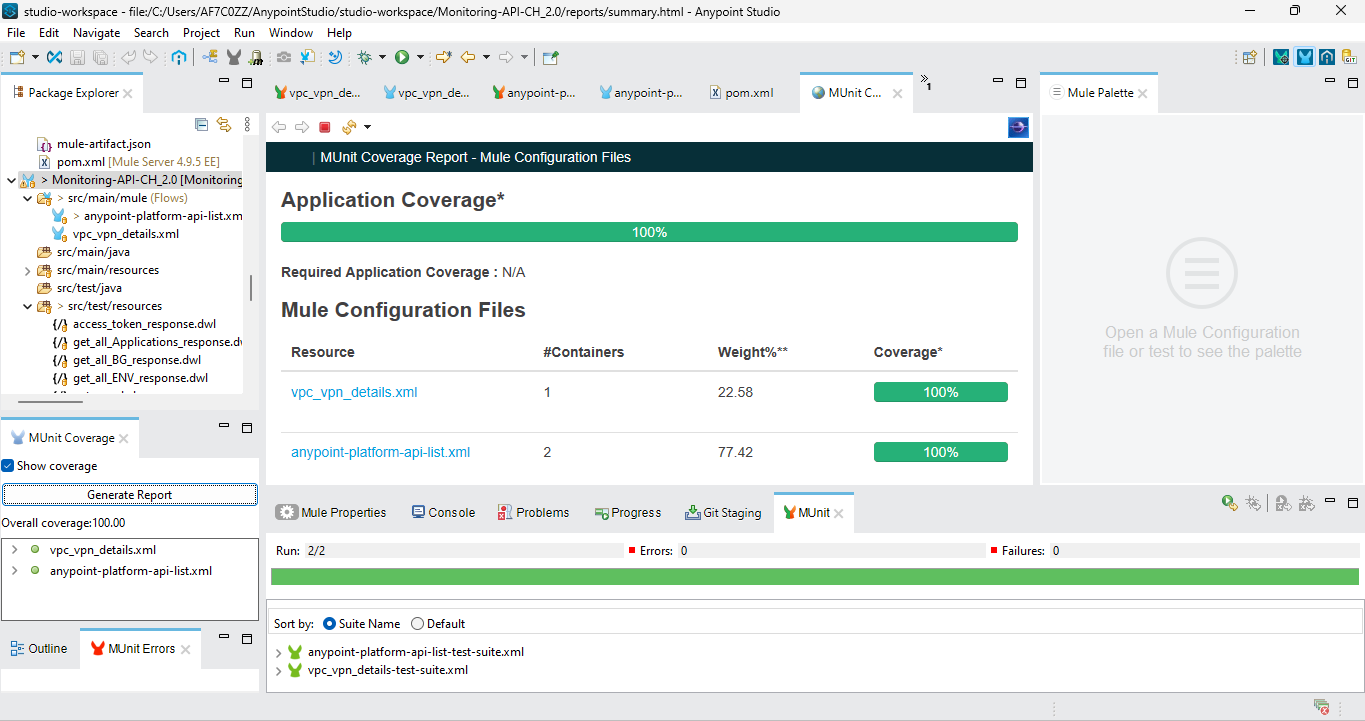 studio-workspace - file:/C:/Users/AF7C0ZZ/AnypointStudio/studio-workspace/Monitoring-API-CH_2.0/reports/summary.html - Anypoint Studio
File Edit Navigate Search Project Run Window Help
Package Explorer
mule-artifact.json
pom.xml [Mule Server 4.9.5 EE]
> Monitoring-API-CH_2.0 [Monitoring
> src/main/mule (Flows)
> anypoint-platform-api-list.xm
vpc_vpn_details.xml
src/main/java
src/main/resources
src/test/java
> src/test/resources
access_token_response.dwl
get_all_Applications_response.dw
get_all_BG_response.dwl
get_all_ENV_response.dwl
MUnit Coverage
Show coverage
Generate Report
Overall coverage:100.00
vpc_vpn_details.xml
anypoint-platform-api-list.xml
Outline MUnit Errors
vpc_vpn_de... vpc_vpn_de... anypoint-p... anypoint-p... pom.xml MUnit C... »1
| MUnit Coverage Report - Mule Configuration Files
Application Coverage*
100%
Required Application Coverage : N/A
Mule Configuration Files
Resource #Containers Weight%** Coverage*
vpc_vpn_details.xml 1 22.58 100%
anypoint-platform-api-list.xml 2 77.42 100%
Mule Palette
Open a Mule Configuration
file or test to see the palette
Mule Properties Console Problems Progress Git Staging MUnit
Run: 2/2 Errors: 0 Failures: 0
Sort by: Suite Name Default
anypoint-platform-api-list-test-suite.xml
vpc_vpn_details-test-suite.xml